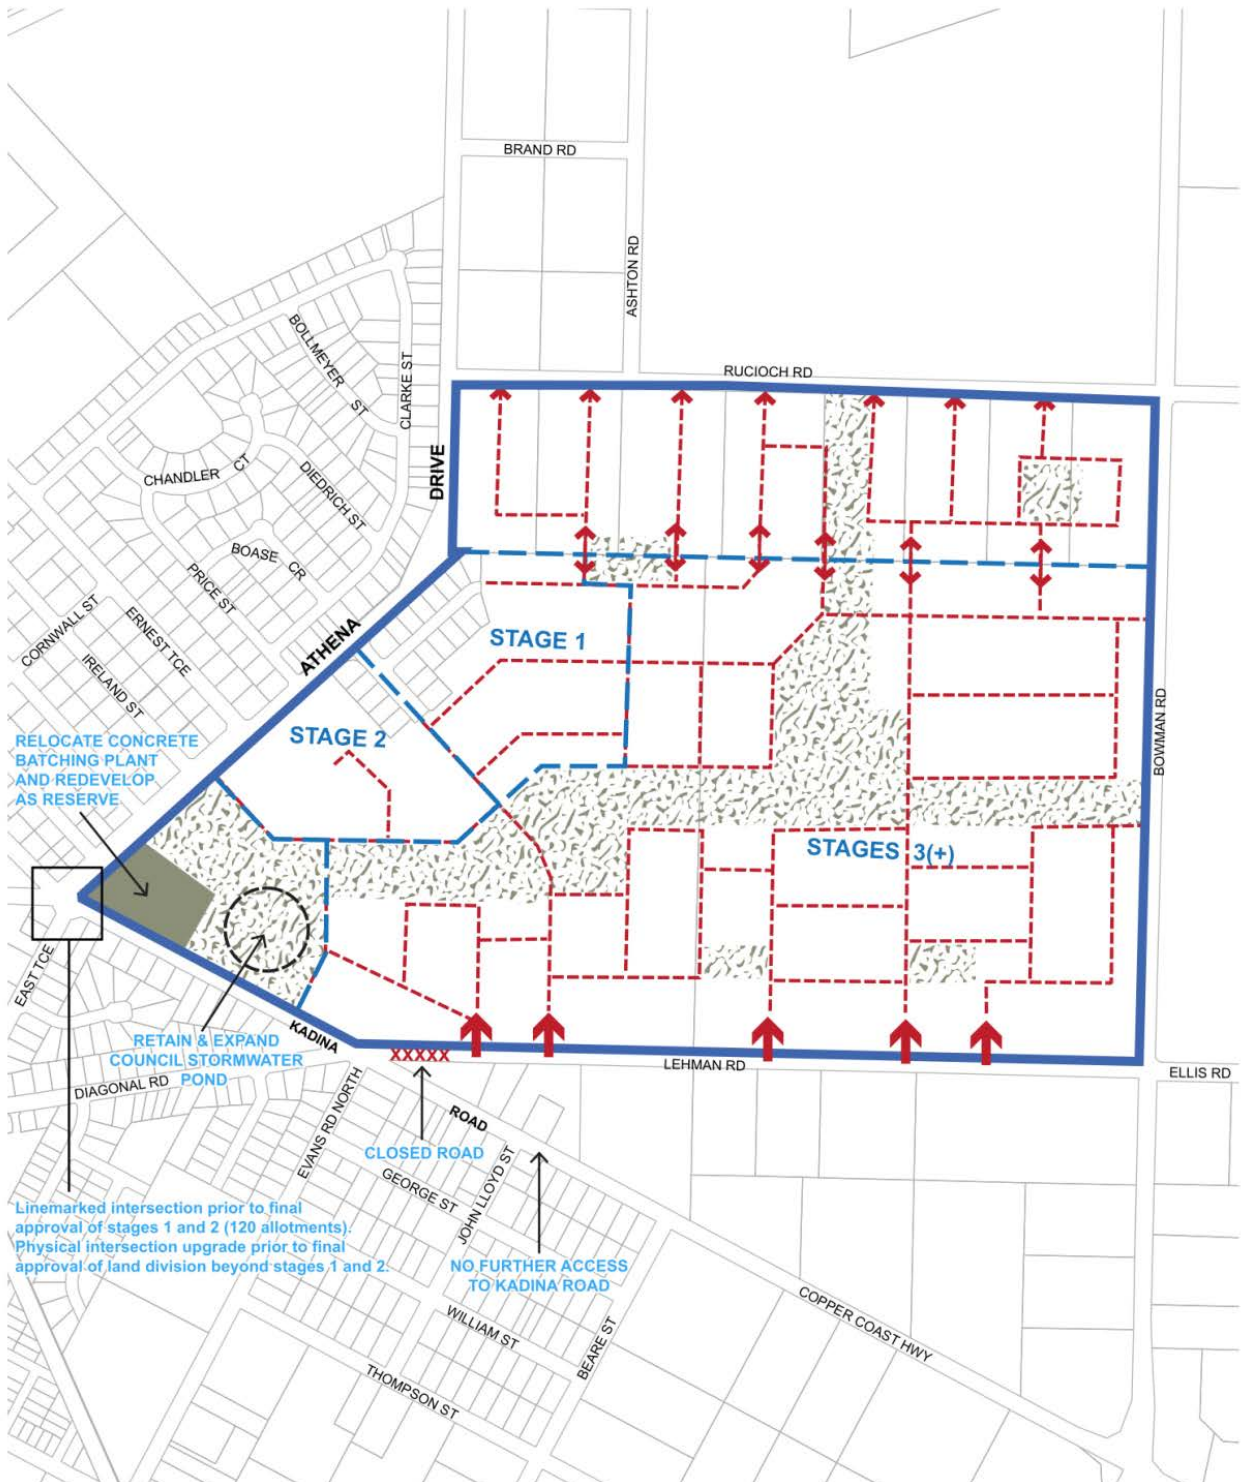 BRAND RD
ASHTON RD
BOLLMEYER ST
CLARKE ST
RUCIOCH RD
DRIVE
CHANDLER CT
DIEDRICH ST
BOASE CR
PRICE ST
CORNWALL ST
ERNEST TCE
IRELAND ST
ATHENA
STAGE 1
STAGE 2
BOWMAN RD
RELOCATE CONCRETE
BATCHING PLANT
AND REDEVELOP
AS RESERVE
STAGES 3(+)
EAST TCE
KADINA
RETAIN & EXPAND
COUNCIL STORMWATER
POND
XXXXX
LEHMAN RD
ELLIS RD
DIAGONAL RD
EVANS RD NORTH
ROAD
CLOSED ROAD
GEORGE ST
JOHN LLOYD ST
Linemarked intersection prior to final
approval of stages 1 and 2 (120 allotments).
Physical intersection upgrade prior to final
approval of land division beyond stages 1 and 2.
NO FURTHER ACCESS
TO KADINA ROAD
COPPER COAST HWY
WILLIAM ST
BEARE ST
THOMPSON ST